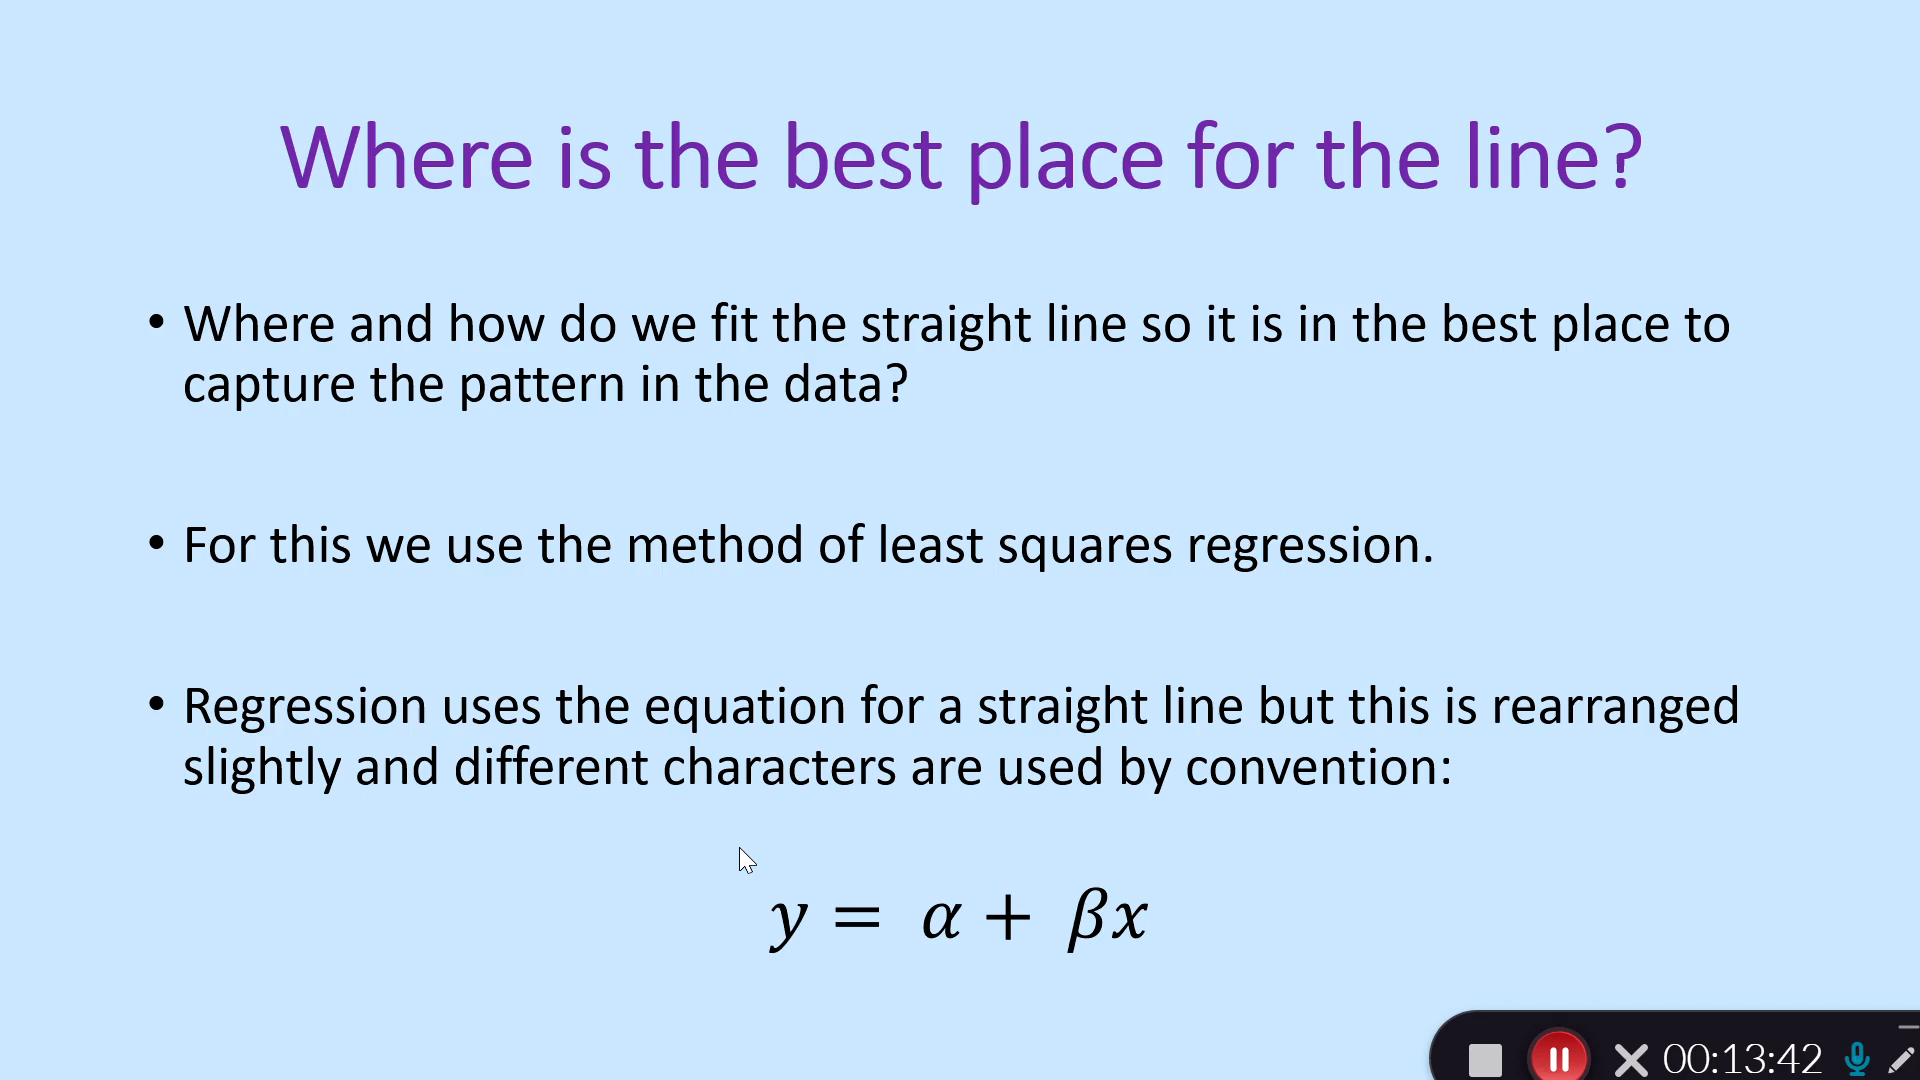 Where is the best place for the line?
• Where and how do we fit the straight line so it is in the best place to
capture the pattern in the data?
• For this we use the method of least squares regression.
• Regression uses the equation for a straight line but this is rearranged
slightly and different characters are used by convention:
y = α + βx
00:13:42